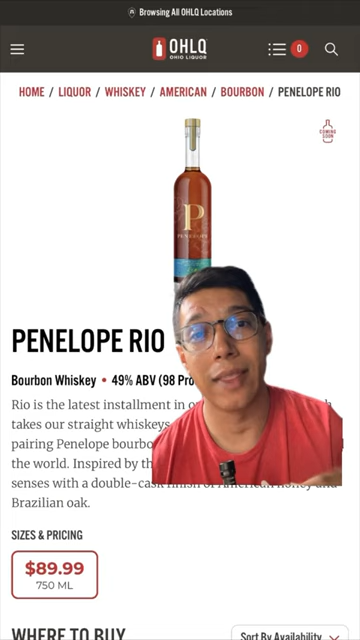 Browsing All OHLQ Locations
OHLQ
OHIO LIQUOR
0
HOME / LIQUOR / WHISKEY / AMERICAN / BOURBON / PENELOPE RIO
COMING SOON
P
PENELOPE
PENELOPE RIO
Bourbon Whiskey • 49% ABV (98 Pro
Rio is the latest installment in o
takes our straight whiskeys
pairing Penelope bourbo
the world. Inspired by th
senses with a double-cask finish of American honey and
Brazilian oak.
SIZES & PRICING
$89.99
750 ML
WHERE TO BUY
Sort By Availability